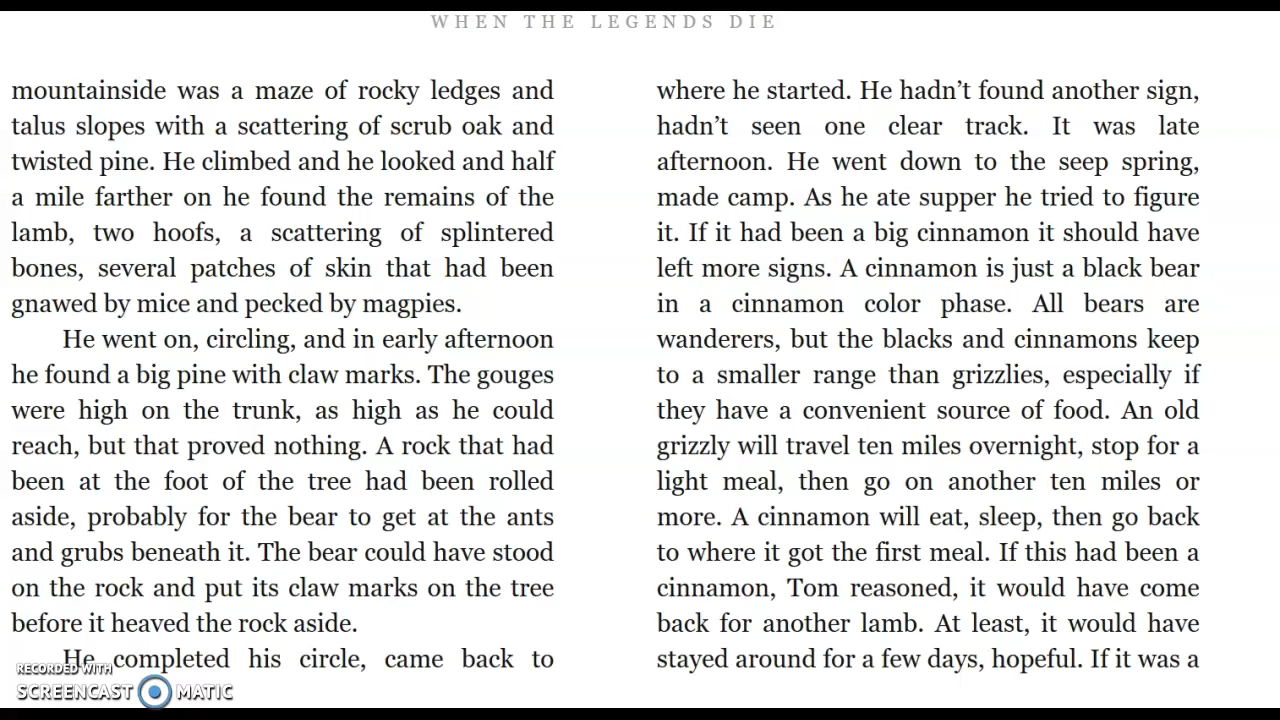 WHEN THE LEGENDS DIE
mountainside was a maze of rocky ledges and
talus slopes with a scattering of scrub oak and
twisted pine. He climbed and he looked and half
a mile farther on he found the remains of the
lamb, two hoofs, a scattering of splintered
bones, several patches of skin that had been
gnawed by mice and pecked by magpies.
He went on, circling, and in early afternoon
he found a big pine with claw marks. The gouges
were high on the trunk, as high as he could
reach, but that proved nothing. A rock that had
been at the foot of the tree had been rolled
aside, probably for the bear to get at the ants
and grubs beneath it. The bear could have stood
on the rock and put its claw marks on the tree
before it heaved the rock aside.
He completed his circle, came back to
where he started. He hadn’t found another sign,
hadn’t seen one clear track. It was late
afternoon. He went down to the seep spring,
made camp. As he ate supper he tried to figure
it. If it had been a big cinnamon it should have
left more signs. A cinnamon is just a black bear
in a cinnamon color phase. All bears are
wanderers, but the blacks and cinnamons keep
to a smaller range than grizzlies, especially if
they have a convenient source of food. An old
grizzly will travel ten miles overnight, stop for a
light meal, then go on another ten miles or
more. A cinnamon will eat, sleep, then go back
to where it got the first meal. If this had been a
cinnamon, Tom reasoned, it would have come
back for another lamb. At least, it would have
stayed around for a few days, hopeful. If it was a
RECORDED WITH
SCREENCAST MATIC